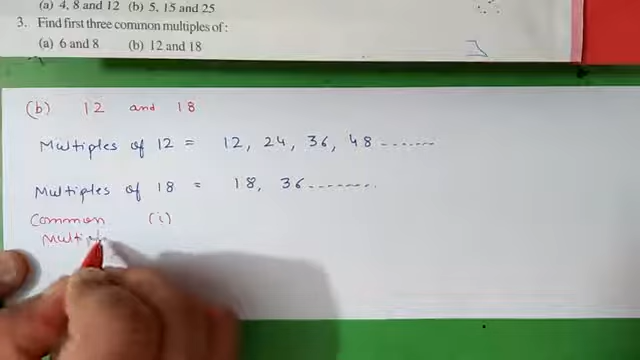 (a) 4, 8 and 12 (b) 5, 15 and 25
3. Find first three common multiples of :
(a) 6 and 8 (b) 12 and 18
(b) 12 and 18
Multiples of 12 = 12, 24, 36, 48 .......
Multiples of 18 = 18, 36 ........
Common (i)
Multip